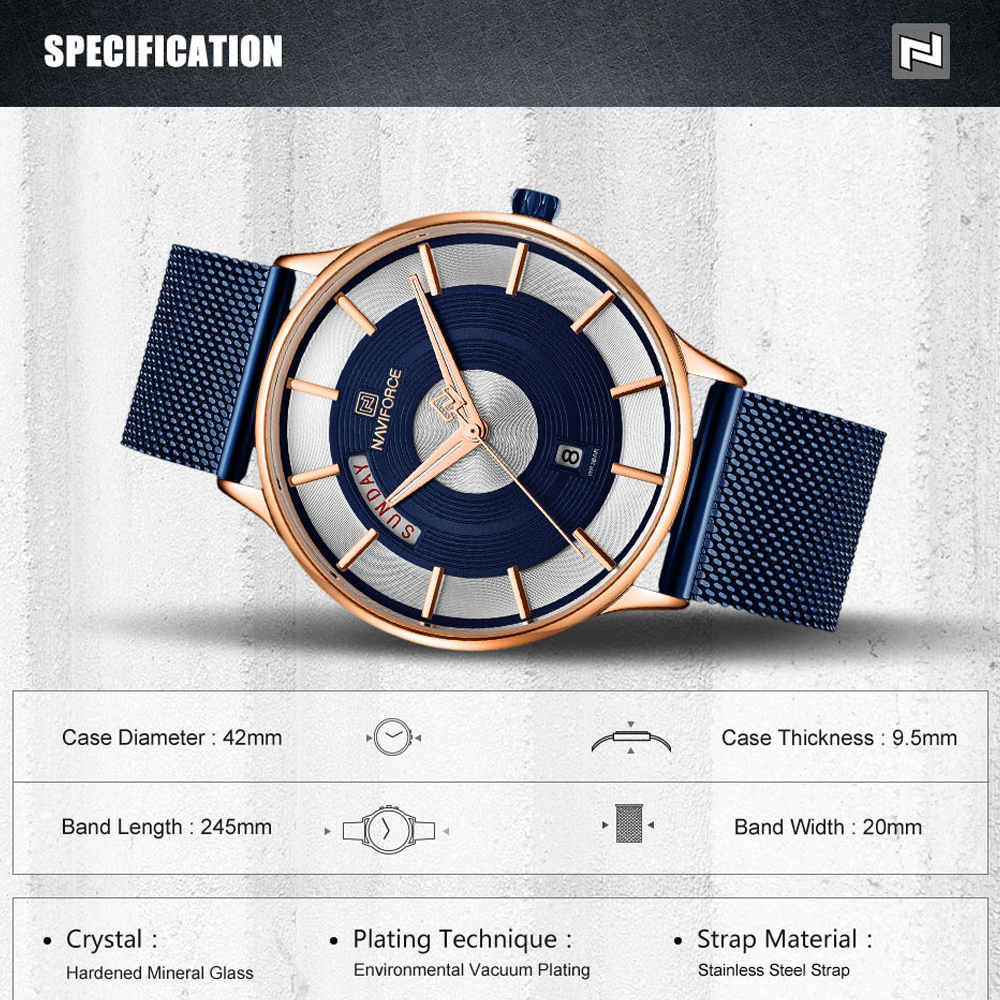 SPECIFICATION
NAVIFORCE
SUNDAY
8
Case Diameter : 42mm
Case Thickness : 9.5mm
Band Length : 245mm
Band Width : 20mm
• Crystal :
Hardened Mineral Glass
• Plating Technique :
Environmental Vacuum Plating
• Strap Material :
Stainless Steel Strap